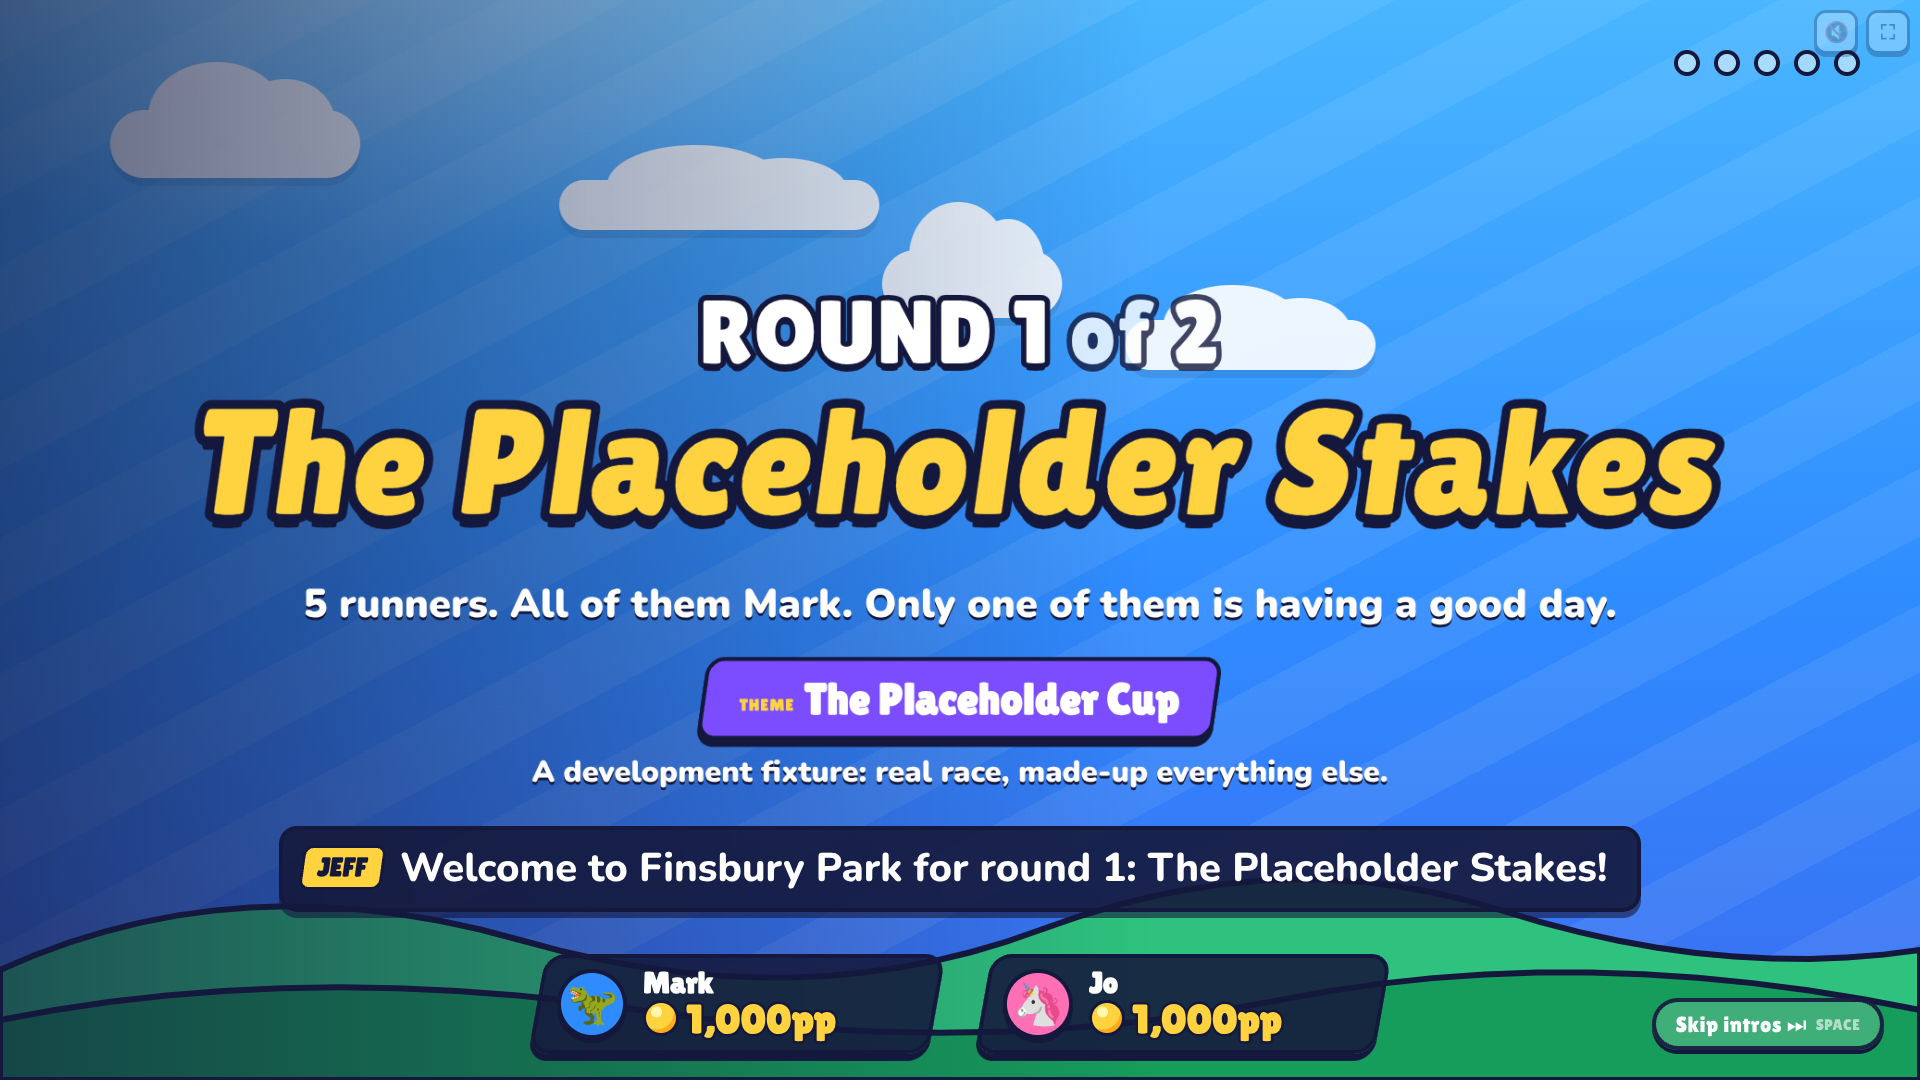 ROUND 1 of 2
The Placeholder Stakes
5 runners. All of them Mark. Only one of them is having a good day.
THEME The Placeholder Cup
A development fixture: real race, made-up everything else.
JEFF Welcome to Finsbury Park for round 1: The Placeholder Stakes!
Mark
1,000pp
Jo
1,000pp
Skip intros SPACE